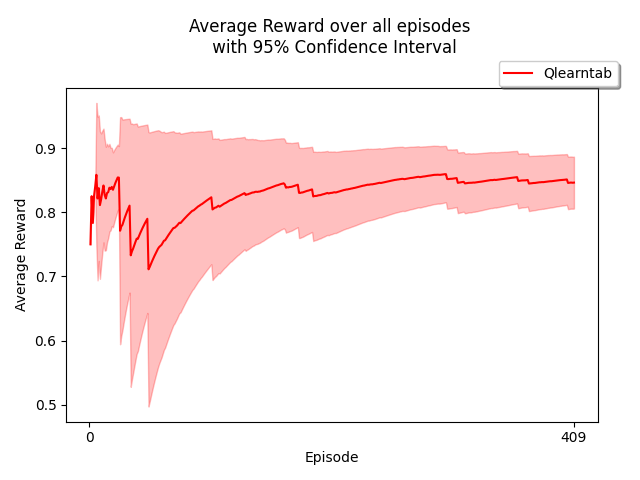 Average Reward over all episodes
with 95% Confidence Interval
Qlearntab
Average Reward
0.9
0.8
0.7
0.6
0.5
0
409
Episode